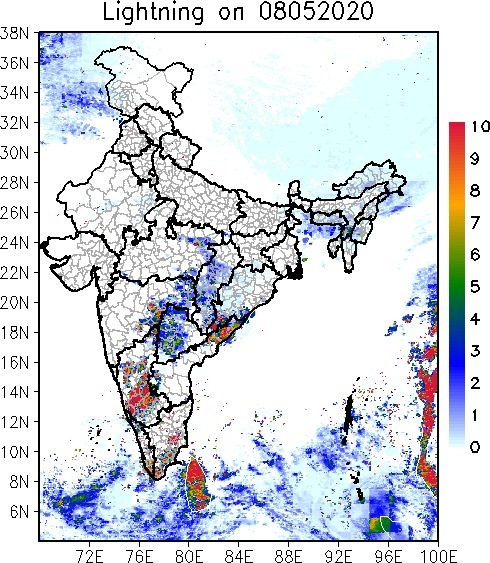 Lightning on 08052020
38N
36N
34N
32N
30N
28N
26N
24N
22N
20N
18N
16N
14N
12N
10N
8N
6N
72E 76E 80E 84E 88E 92E 96E 100E
10
9
8
7
6
5
4
3
2
1
0